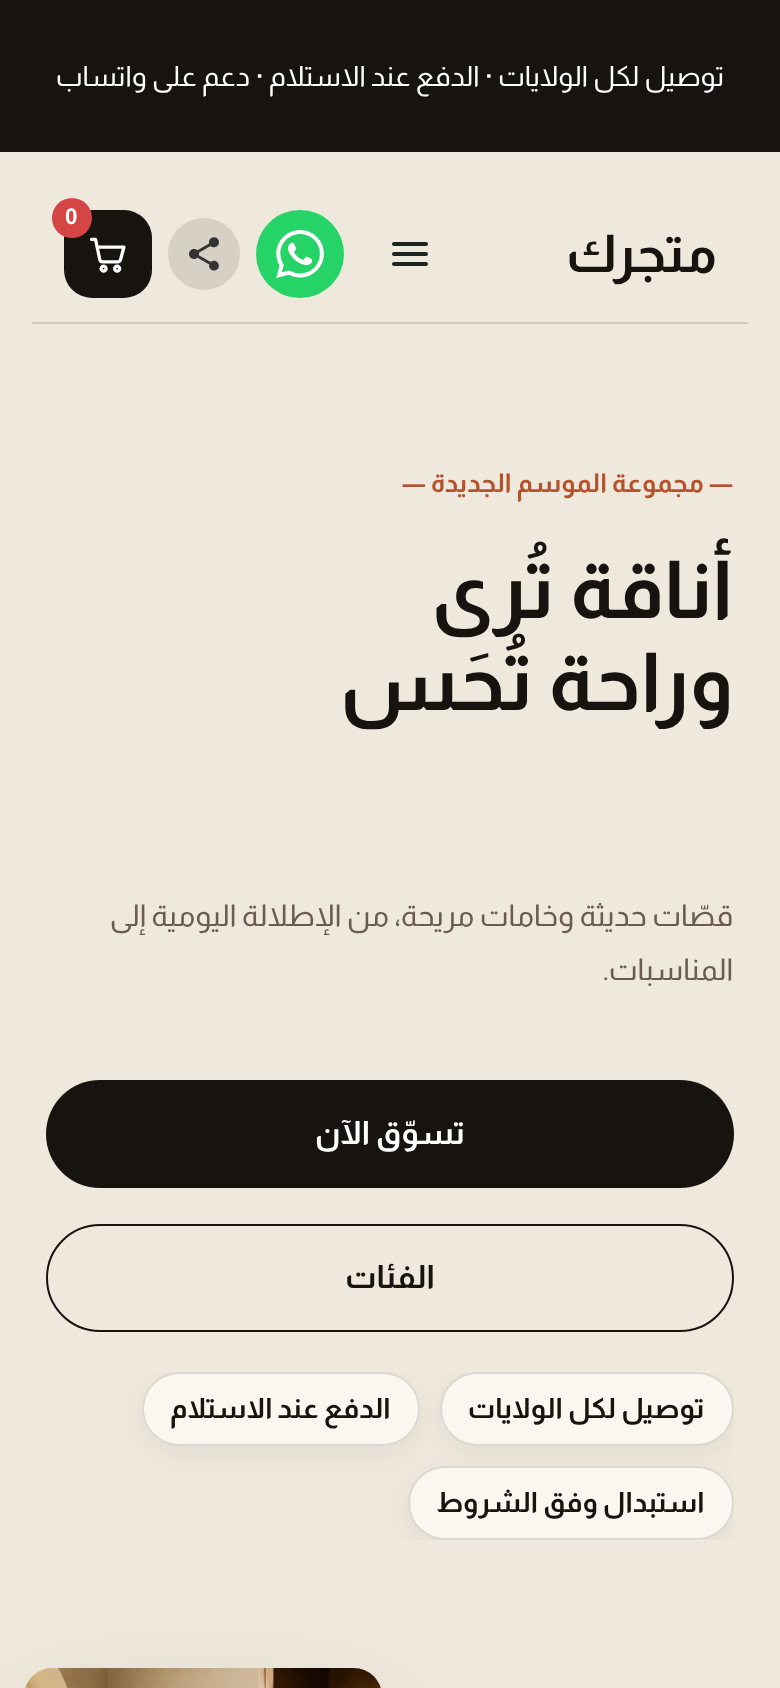 توصيل لكل الولايات · الدفع عند الاستلام · دعم على واتساب
متجرك
0
— مجموعة الموسم الجديدة —
أناقة تُرى
وراحة تُحَس
قصّات حديثة وخامات مريحة، من الإطلالة اليومية إلى
المناسبات.
تسوّق الآن
الفئات
توصيل لكل الولايات
الدفع عند الاستلام
استبدال وفق الشروط